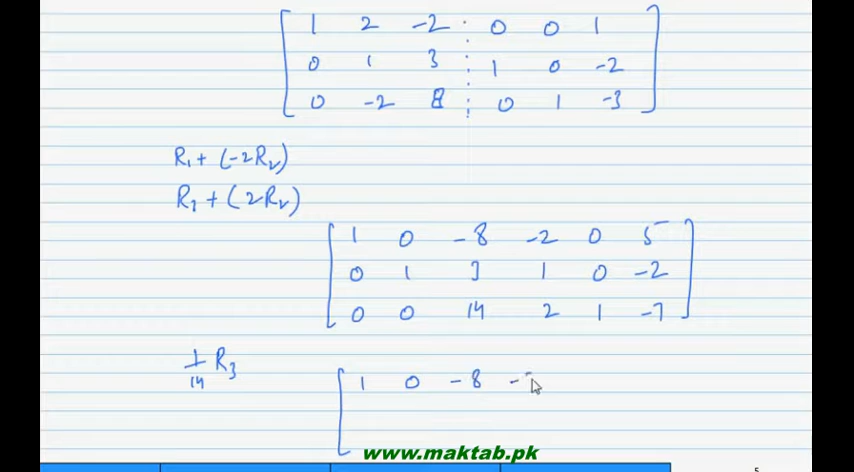 1 2 -2 : 0 0 1
0 1 3 : 1 0 -2
0 -2 8 : 0 1 -3
R₁ + (-2R₂)
R₃ + (2R₂)
1 0 -8 -2 0 5
0 1 3 1 0 -2
0 0 14 2 1 -7
1/14 R₃
1 0 -8 -
www.maktab.pk
5